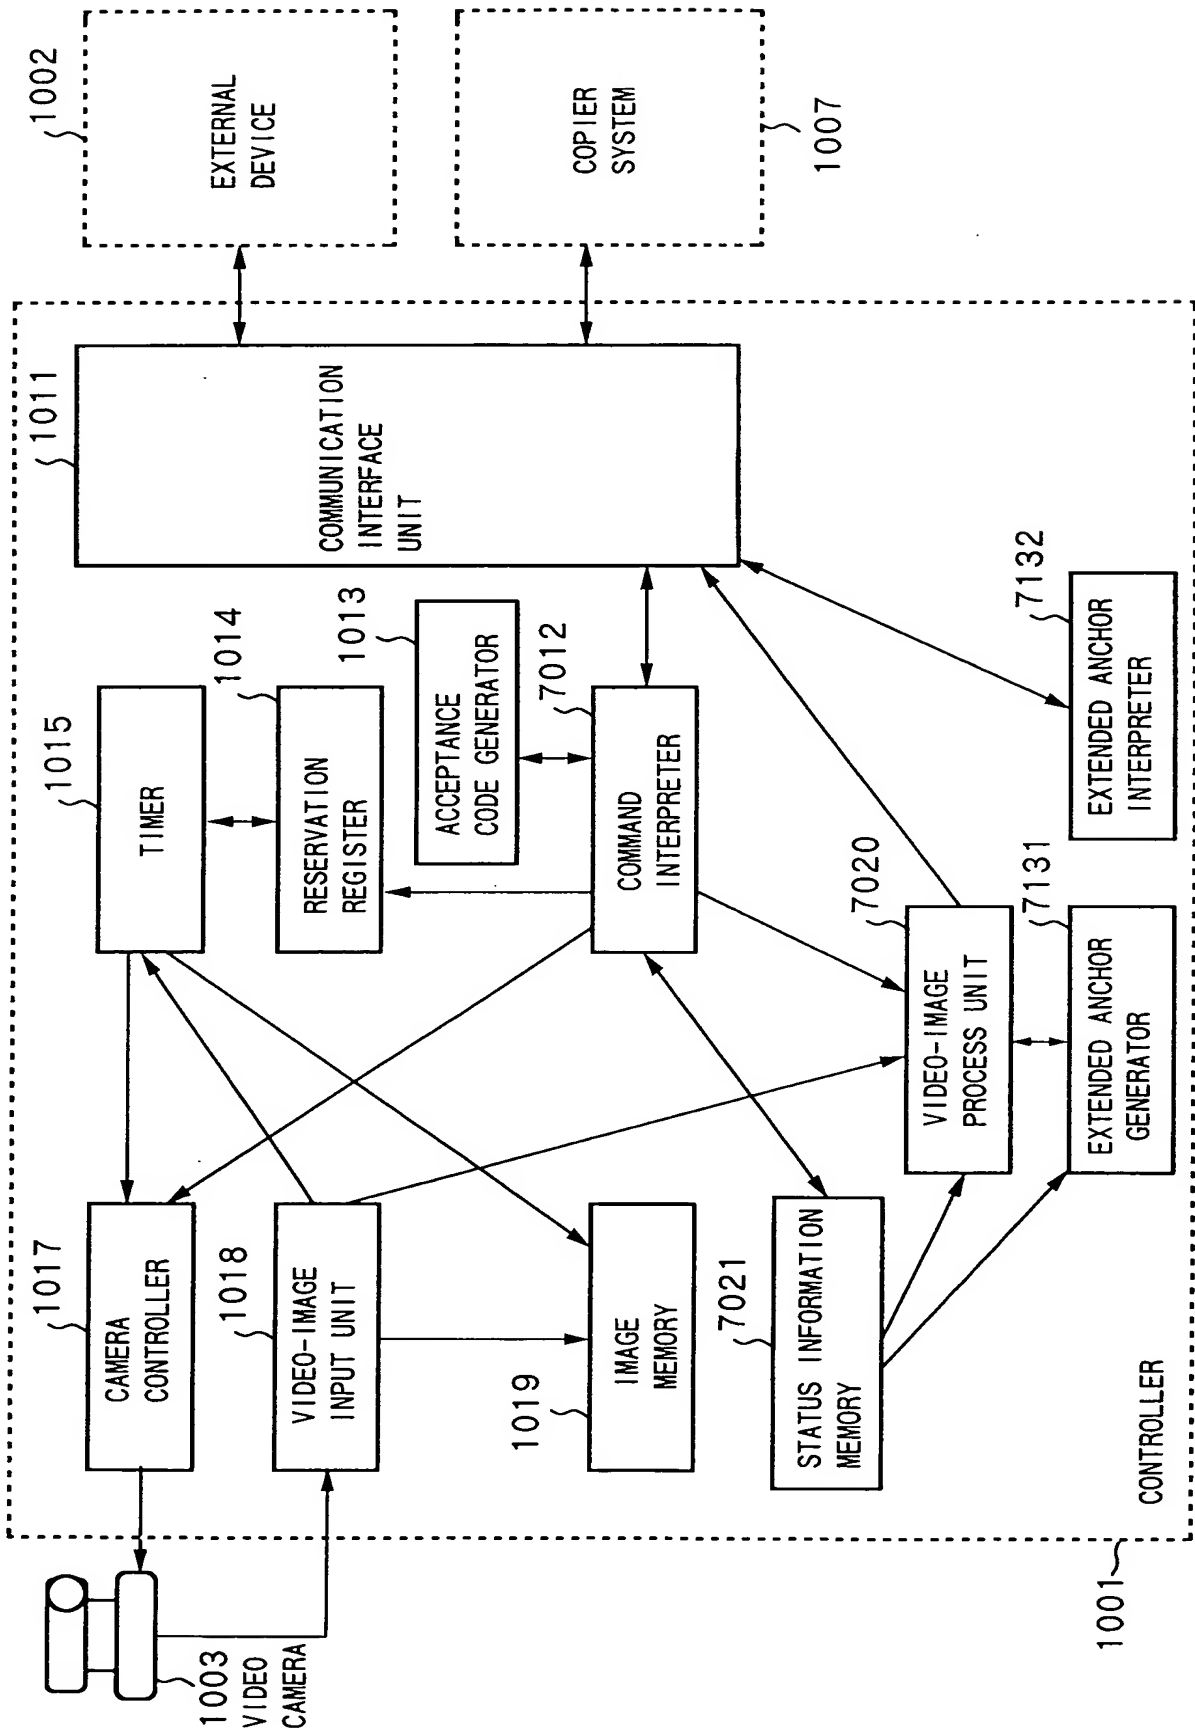 1003
VIDEO
CAMERA
1001
CONTROLLER
1017
CAMERA
CONTROLLER
1018
VIDEO-IMAGE
INPUT UNIT
1019
IMAGE
MEMORY
7021
STATUS INFORMATION
MEMORY
1015
TIMER
1014
RESERVATION
REGISTER
1013
ACCEPTANCE
CODE GENERATOR
7012
COMMAND
INTERPRETER
7020
VIDEO-IMAGE
PROCESS UNIT
7131
EXTENDED ANCHOR
GENERATOR
7132
EXTENDED ANCHOR
INTERPRETER
1011
COMMUNICATION
INTERFACE
UNIT
1002
EXTERNAL
DEVICE
COPIER
SYSTEM
1007